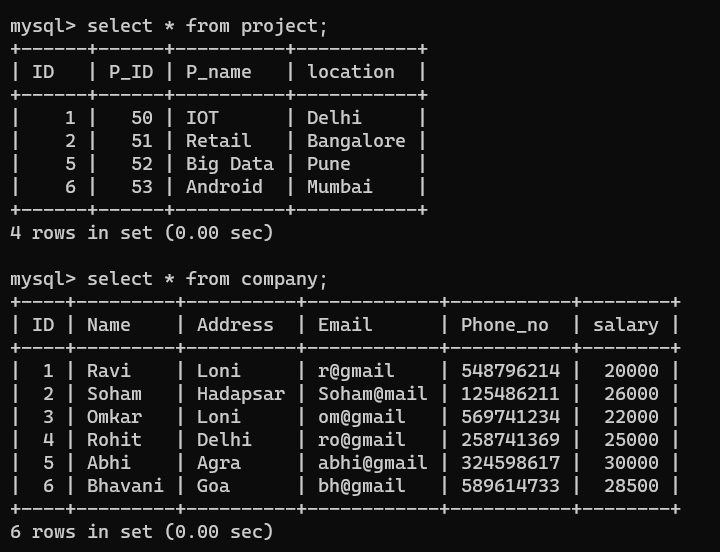 mysql> select * from project;
+------+------+----------+-----------+
| ID   | P_ID | P_name   | location  |
+------+------+----------+-----------+
|    1 |   50 | IOT      | Delhi     |
|    2 |   51 | Retail   | Bangalore |
|    5 |   52 | Big Data | Pune      |
|    6 |   53 | Android  | Mumbai    |
+------+------+----------+-----------+
4 rows in set (0.00 sec)

mysql> select * from company;
+----+---------+----------+------------+-----------+--------+
| ID | Name    | Address  | Email      | Phone_no  | salary |
+----+---------+----------+------------+-----------+--------+
|  1 | Ravi    | Loni     | r@gmail    | 548796214 |  20000 |
|  2 | Soham   | Hadapsar | Soham@mail | 125486211 |  26000 |
|  3 | Omkar   | Loni     | om@gmail   | 569741234 |  22000 |
|  4 | Rohit   | Delhi    | ro@gmail   | 258741369 |  25000 |
|  5 | Abhi    | Agra     | abhi@gmail | 324598617 |  30000 |
|  6 | Bhavani | Goa      | bh@gmail   | 589614733 |  28500 |
+----+---------+----------+------------+-----------+--------+
6 rows in set (0.00 sec)